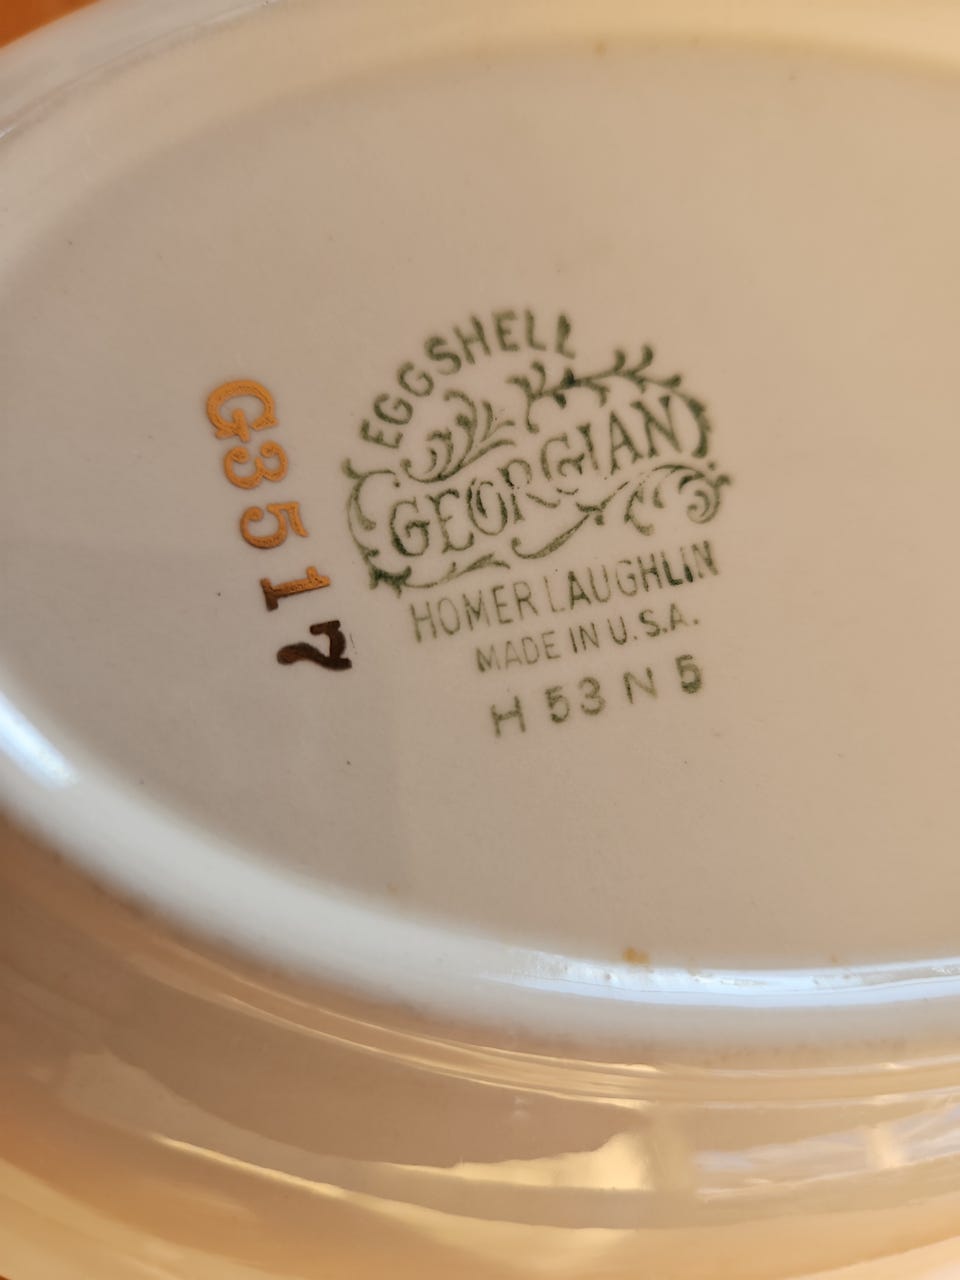 EGGSHELL
GEORGIAN
HOMER LAUGHLIN
MADE IN U.S.A.
H 53 N 5
G3517